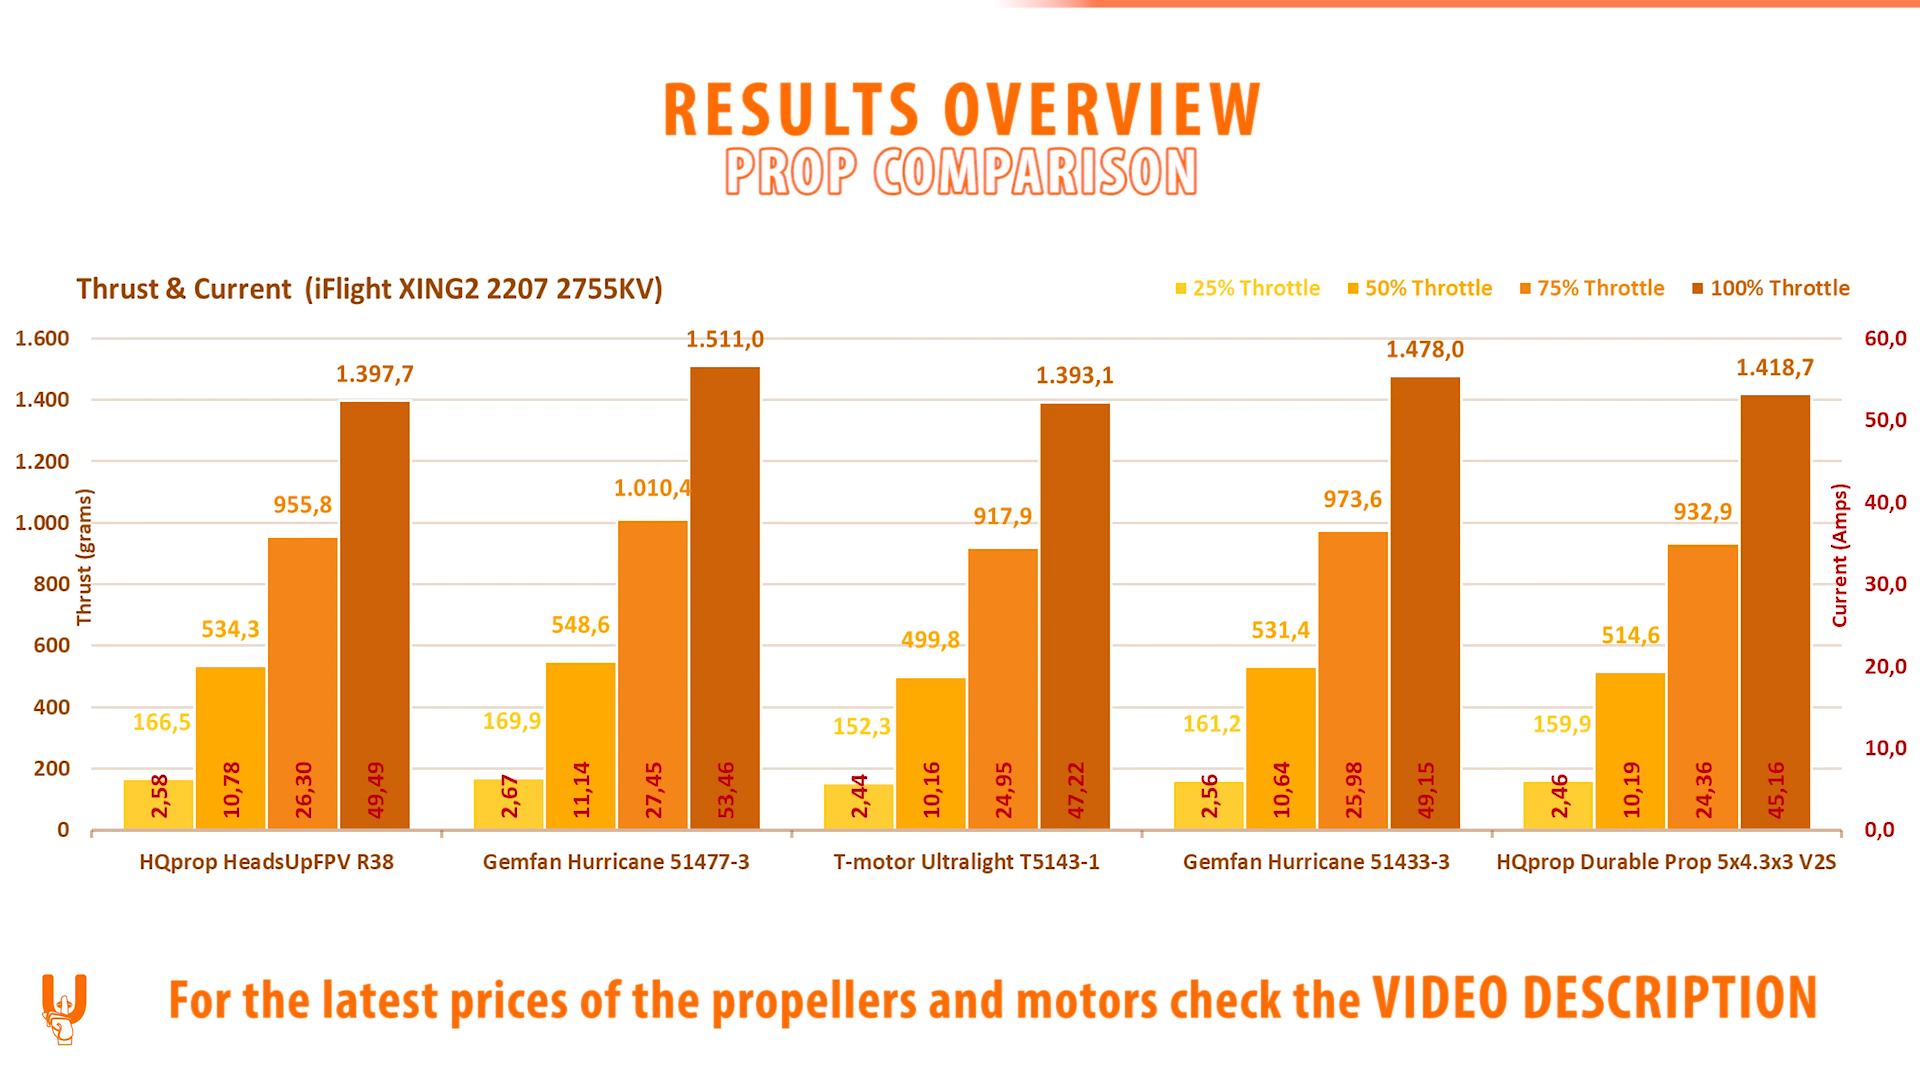 RESULTS OVERVIEW
PROP COMPARISON
Thrust & Current (iFlight XING2 2207 2755KV)
25% Throttle 50% Throttle 75% Throttle 100% Throttle
1.600
1.400
1.200
1.000
800
600
400
200
0
Thrust (grams)
166,5 534,3 955,8 1.397,7
2,58 10,78 26,30 49,49
169,9 548,6 1.010,4 1.511,0
2,67 11,14 27,45 53,46
152,3 499,8 917,9 1.393,1
2,44 10,16 24,95 47,22
161,2 531,4 973,6 1.478,0
2,56 10,64 25,98 49,15
159,9 514,6 932,9 1.418,7
2,46 10,19 24,36 45,16
60,0
50,0
40,0
30,0
20,0
10,0
0,0
Current (Amps)
HQprop HeadsUpFPV R38 Gemfan Hurricane 51477-3 T-motor Ultralight T5143-1 Gemfan Hurricane 51433-3 HQprop Durable Prop 5x4.3x3 V2S
For the latest prices of the propellers and motors check the VIDEO DESCRIPTION